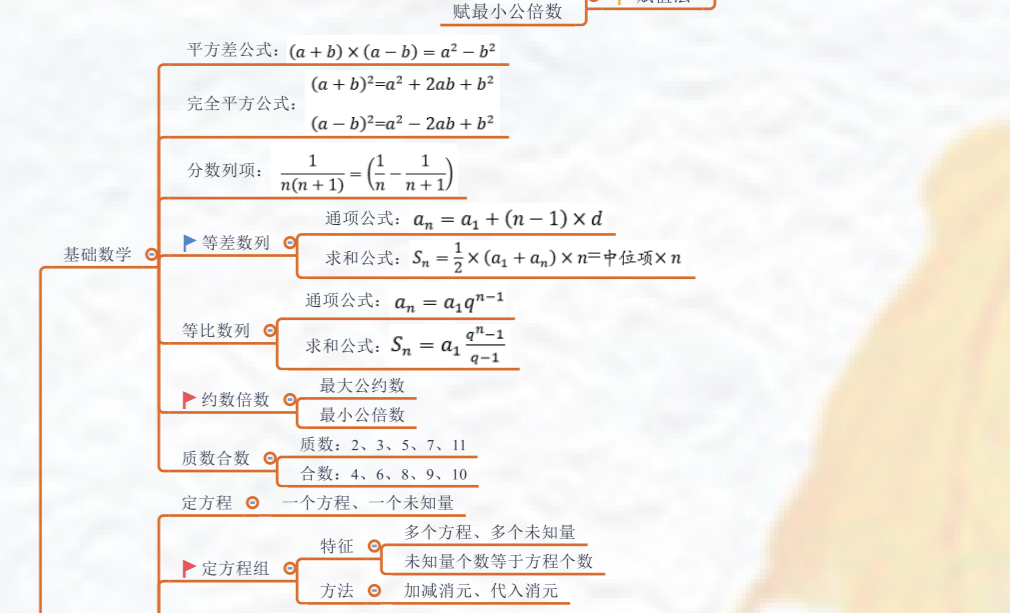 赋最小公倍数
平方差公式：(a + b) × (a − b) = a² − b²
完全平方公式：
(a + b)²=a² + 2ab + b²
(a − b)²=a² − 2ab + b²
分数列项：1/n(n + 1) = (1/n − 1/n + 1)
等差数列
通项公式：aₙ = a₁ + (n − 1) × d
求和公式：Sₙ = 1/2 × (a₁ + aₙ) × n=中位项× n
基础数学
等比数列
通项公式：aₙ = a₁qⁿ⁻¹
求和公式：Sₙ = a₁ qⁿ−1/q−1
约数倍数
最大公约数
最小公倍数
质数合数
质数：2、3、5、7、11
合数：4、6、8、9、10
定方程
一个方程、一个未知量
定方程组
特征
多个方程、多个未知量
未知量个数等于方程个数
方法
加减消元、代入消元